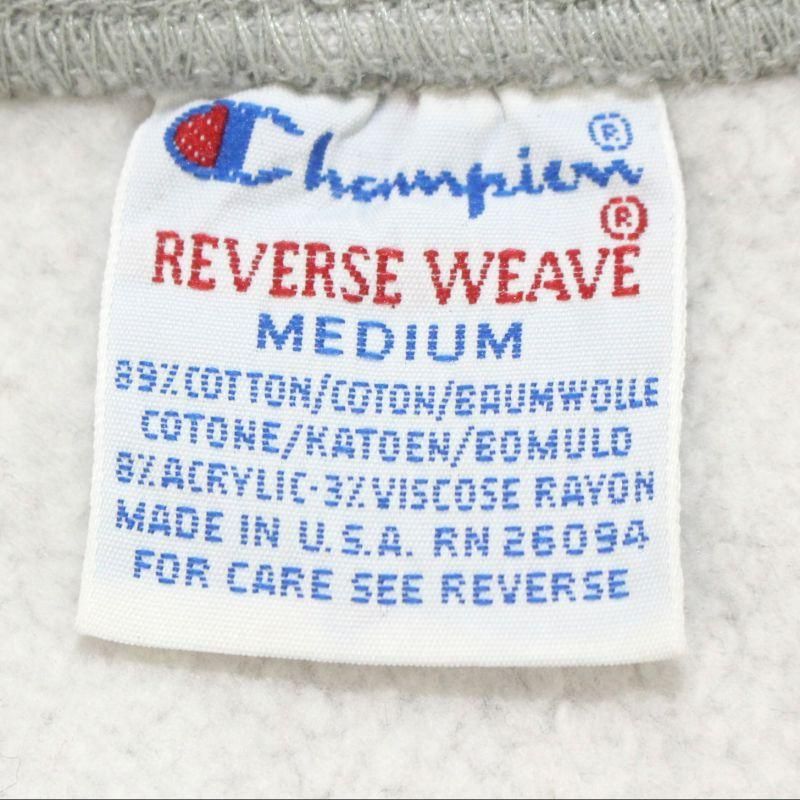 Champion®
REVERSE WEAVE®
MEDIUM
89% COTTON/COTON/BAUMWOLLE
COTONE/KATOEN/BOMULD
8% ACRYLIC-3% VISCOSE RAYON
MADE IN U.S.A. RN 26094
FOR CARE SEE REVERSE